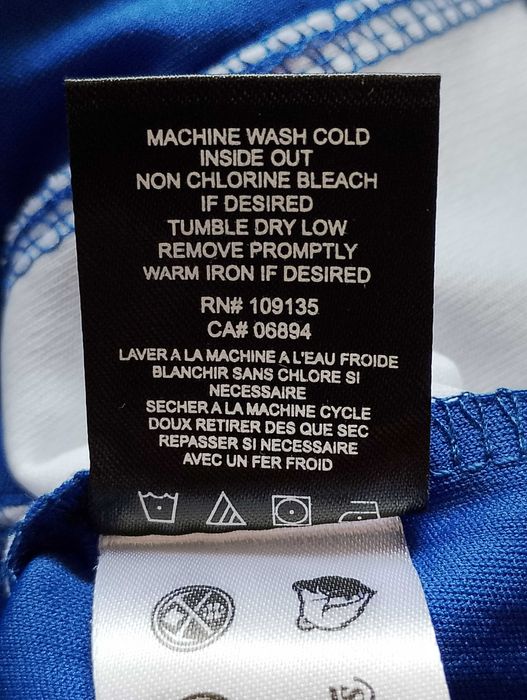 MACHINE WASH COLD
INSIDE OUT
NON CHLORINE BLEACH
IF DESIRED
TUMBLE DRY LOW
REMOVE PROMPTLY
WARM IRON IF DESIRED
RN# 109135
CA# 06894
LAVER A LA MACHINE A L'EAU FROIDE
BLANCHIR SANS CHLORE SI
NECESSAIRE
SECHER A LA MACHINE CYCLE
DOUX RETIRER DES QUE SEC
REPASSER SI NECESSAIRE
AVEC UN FER FROID